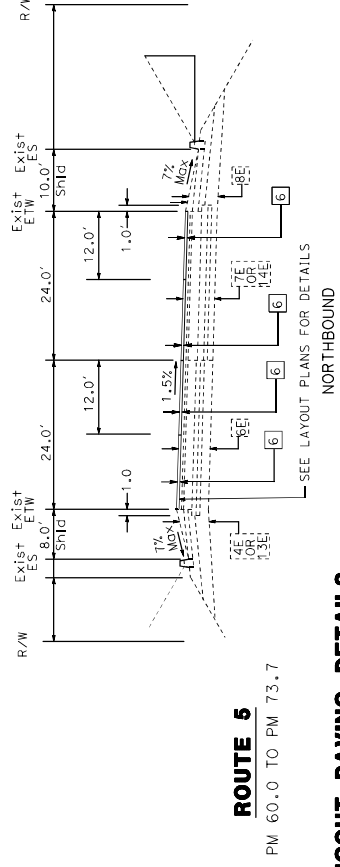 R/W
Exist ES
8.0' Shld
Exist ETW
24.0'
24.0'
Exist ETW
10.0' Shld
Exist ES
R/W
1.0
12.0'
12.0'
1.0'
7% Max
1.5%
7% Max
4E OR 13E
6
6E
6
6
7E OR 14E
6
8E
SEE LAYOUT PLANS FOR DETAILS
NORTHBOUND
ROUTE 5
PM 60.0 TO PM 73.7
PAVING DETAILS